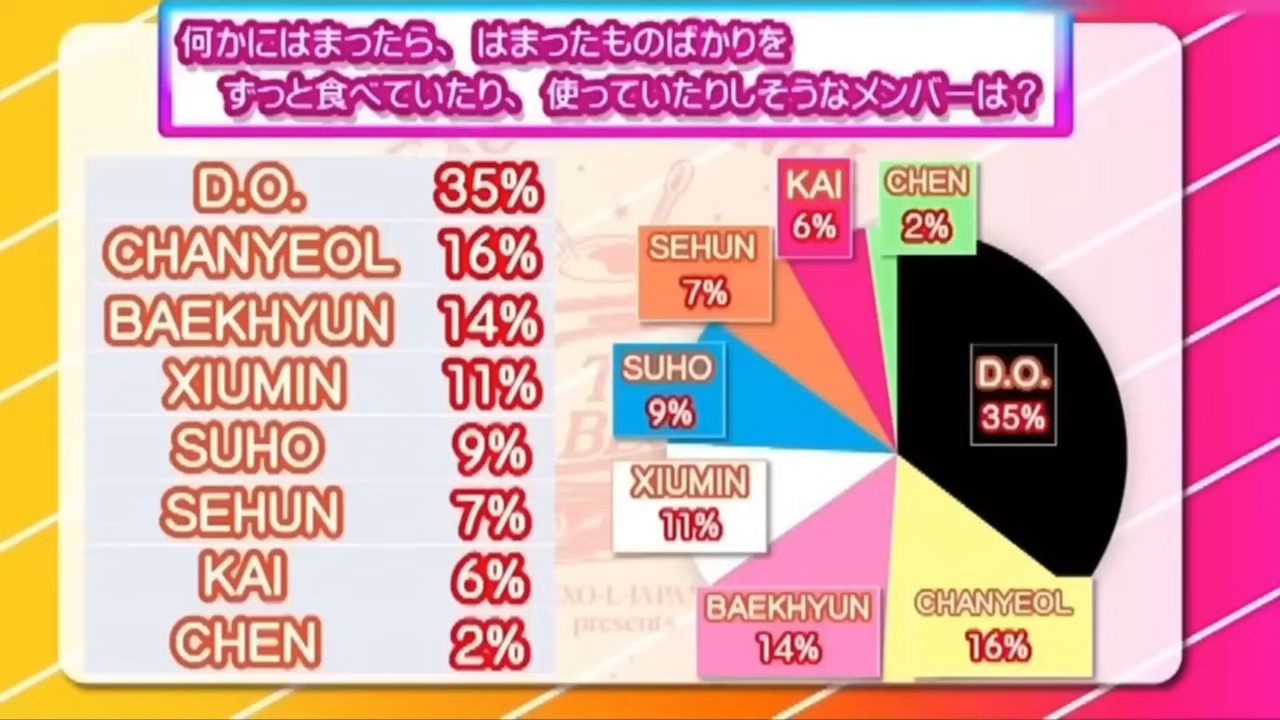 何かにはまったら、はまったものばかりを
ずっと食べていたり、使っていたりしそうなメンバーは？
D.O. 35%
CHANYEOL 16%
BAEKHYUN 14%
XIUMIN 11%
SUHO 9%
SEHUN 7%
KAI 6%
CHEN 2%
KAI
6%
CHEN
2%
SEHUN
7%
SUHO
9%
D.O.
35%
XIUMIN
11%
BAEKHYUN
14%
CHANYEOL
16%
XO-L-JAPAN
presents